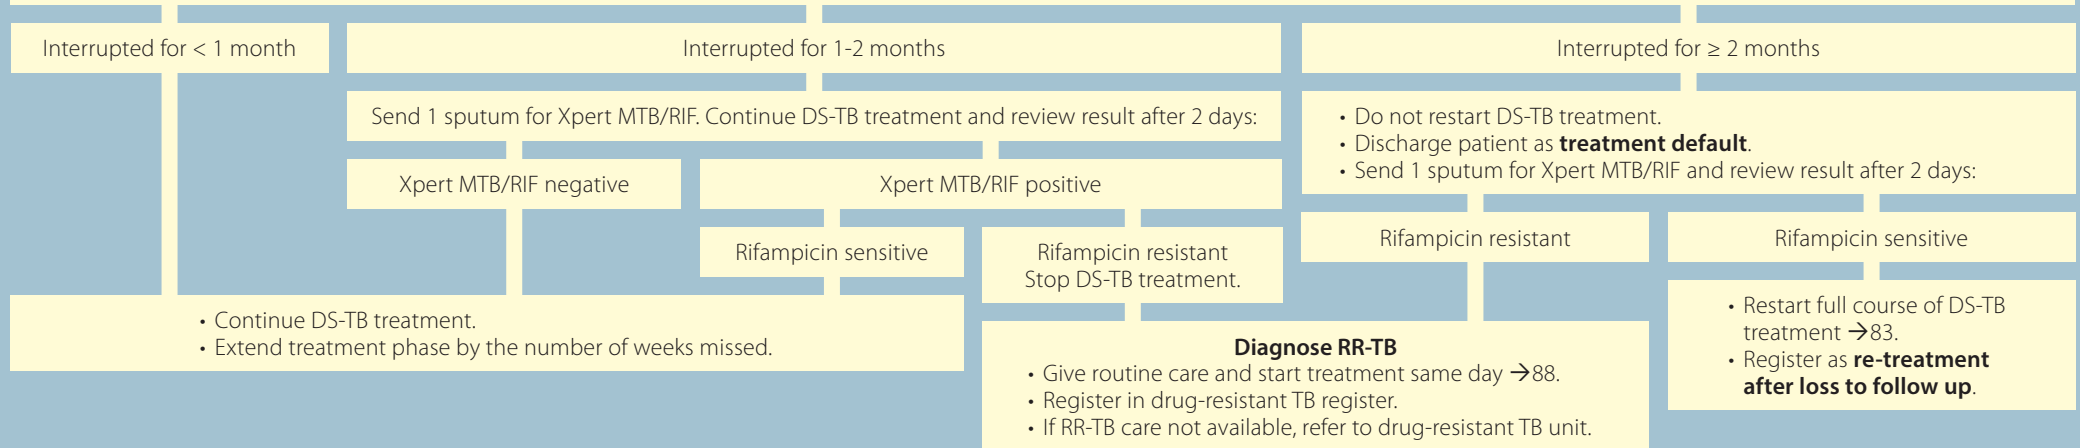 Interrupted for < 1 month
Interrupted for 1-2 months
Interrupted for ≥ 2 months
Send 1 sputum for Xpert MTB/RIF. Continue DS-TB treatment and review result after 2 days:
• Do not restart DS-TB treatment.
• Discharge patient as treatment default.
• Send 1 sputum for Xpert MTB/RIF and review result after 2 days:
Xpert MTB/RIF negative
Xpert MTB/RIF positive
Rifampicin sensitive
Rifampicin resistant
Stop DS-TB treatment.
Rifampicin resistant
Rifampicin sensitive
• Continue DS-TB treatment.
• Extend treatment phase by the number of weeks missed.
Diagnose RR-TB
• Give routine care and start treatment same day →88.
• Register in drug-resistant TB register.
• If RR-TB care not available, refer to drug-resistant TB unit.
• Restart full course of DS-TB
treatment →83.
• Register as re-treatment
after loss to follow up.